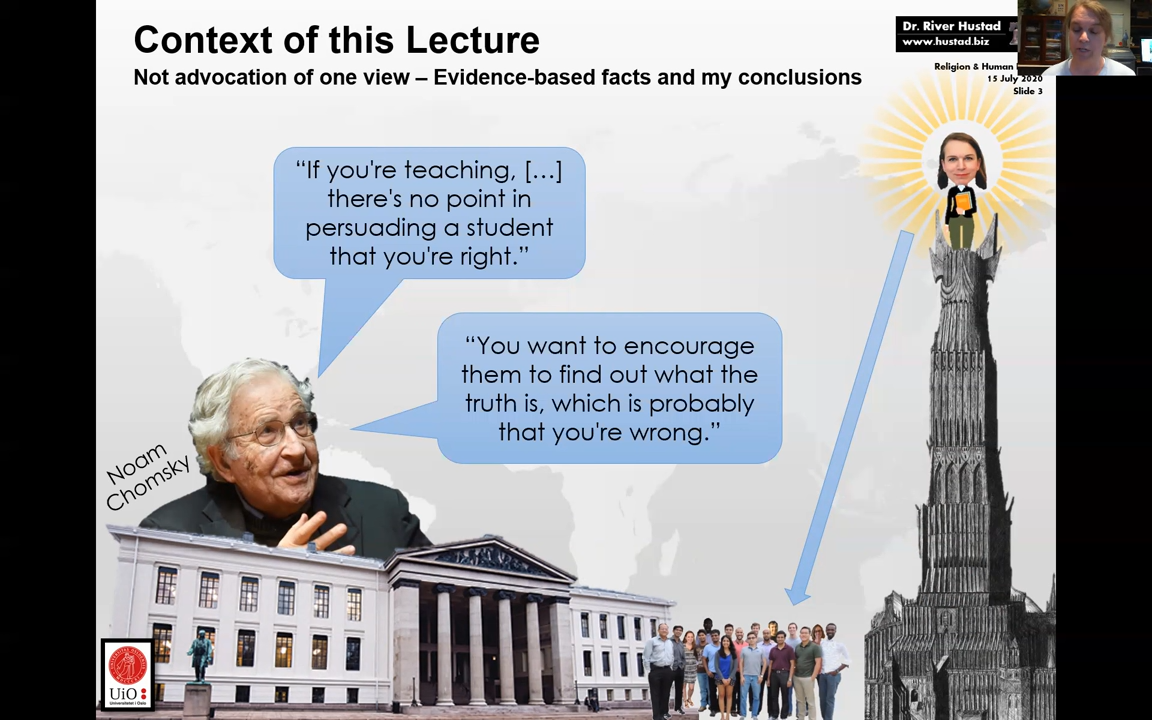 Context of this Lecture
Not advocation of one view – Evidence-based facts and my conclusions
Dr. River Hustad
www.hustad.biz
Religion & Human
15 July 2020
Slide 3
“If you're teaching, […]
there's no point in
persuading a student
that you're right.”
“You want to encourage
them to find out what the
truth is, which is probably
that you're wrong.”
Noam
Chomsky
UiO
Universitetet i Oslo